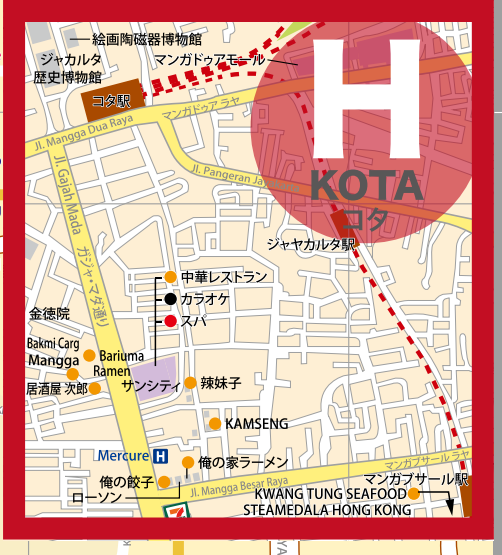 絵画陶磁器博物館
ジャカルタ
歴史博物館
マンガドゥアモール
H
コタ駅
マンガドゥア ラヤ
Jl. Mangga Dua Raya
Jl. Pangeran Jayakarta
KOTA
コタ
Jl. Gajah Mada
ガジャ・マダ通り
ジャヤカルタ駅
中華レストラン
カラオケ
スパ
金徳院
Bakmi Carg
Mangga
Bariuma
Ramen
居酒屋 次郎
サンシティ
辣妹子
KAMSENG
Mercure H
俺の家ラーメン
マンガブサール ラヤ
俺の餃子
マンガブサール駅
ローソン
Jl. Mangga Besar Raya
KWANG TUNG SEAFOOD
STEAMEDALA HONG KONG
7